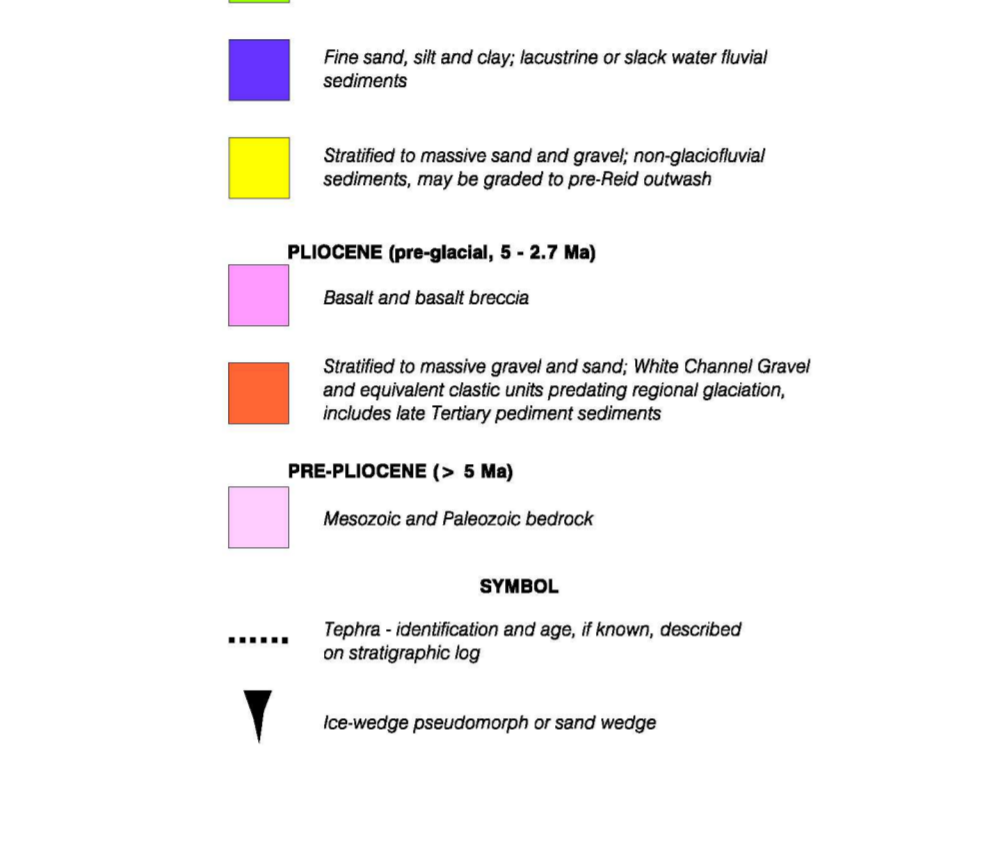 Fine sand, silt and clay; lacustrine or slack water fluvial
sediments
Stratified to massive sand and gravel; non-glaciofluvial
sediments, may be graded to pre-Reid outwash
PLIOCENE (pre-glacial, 5 - 2.7 Ma)
Basalt and basalt breccia
Stratified to massive gravel and sand; White Channel Gravel
and equivalent clastic units predating regional glaciation,
includes late Tertiary pediment sediments
PRE-PLIOCENE (> 5 Ma)
Mesozoic and Paleozoic bedrock
SYMBOL
Tephra - identification and age, if known, described
on stratigraphic log
Ice-wedge pseudomorph or sand wedge